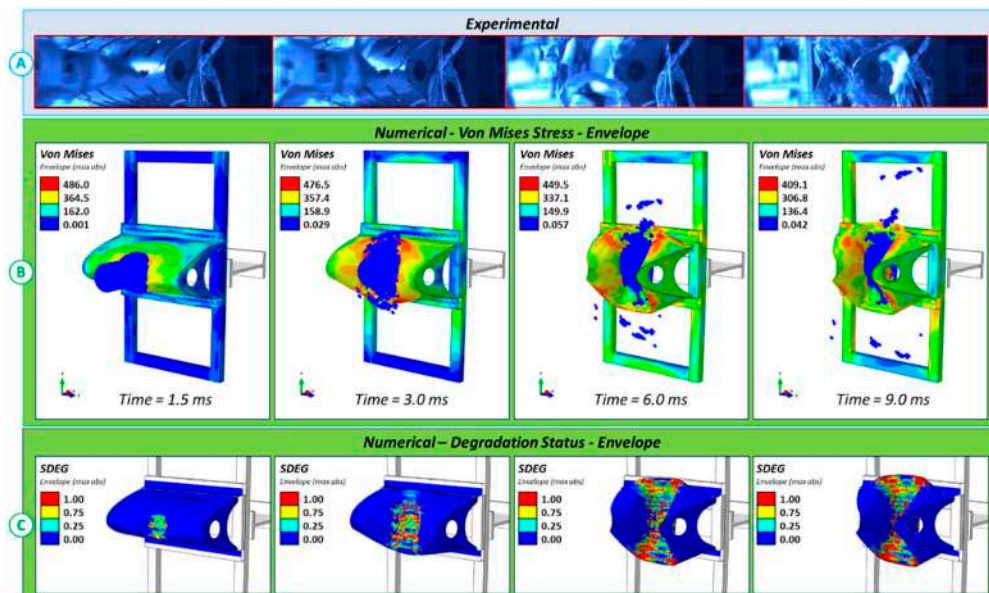 Experimental
A
Numerical - Von Mises Stress - Envelope
B
Von Mises
Envelope (max abs)
486.0
364.5
162.0
0.001
Time = 1.5 ms
Von Mises
Envelope (max abs)
476.5
357.4
158.9
0.029
Time = 3.0 ms
Von Mises
Envelope (max abs)
449.5
337.1
149.9
0.057
Time = 6.0 ms
Von Mises
Envelope (max abs)
409.1
306.8
136.4
0.042
Time = 9.0 ms
Numerical – Degradation Status - Envelope
C
SDEG
Envelope (max abs)
1.00
0.75
0.25
0.00
SDEG
Envelope (max abs)
1.00
0.75
0.25
0.00
SDEG
Envelope (max abs)
1.00
0.75
0.25
0.00
SDEG
Envelope (max abs)
1.00
0.75
0.25
0.00